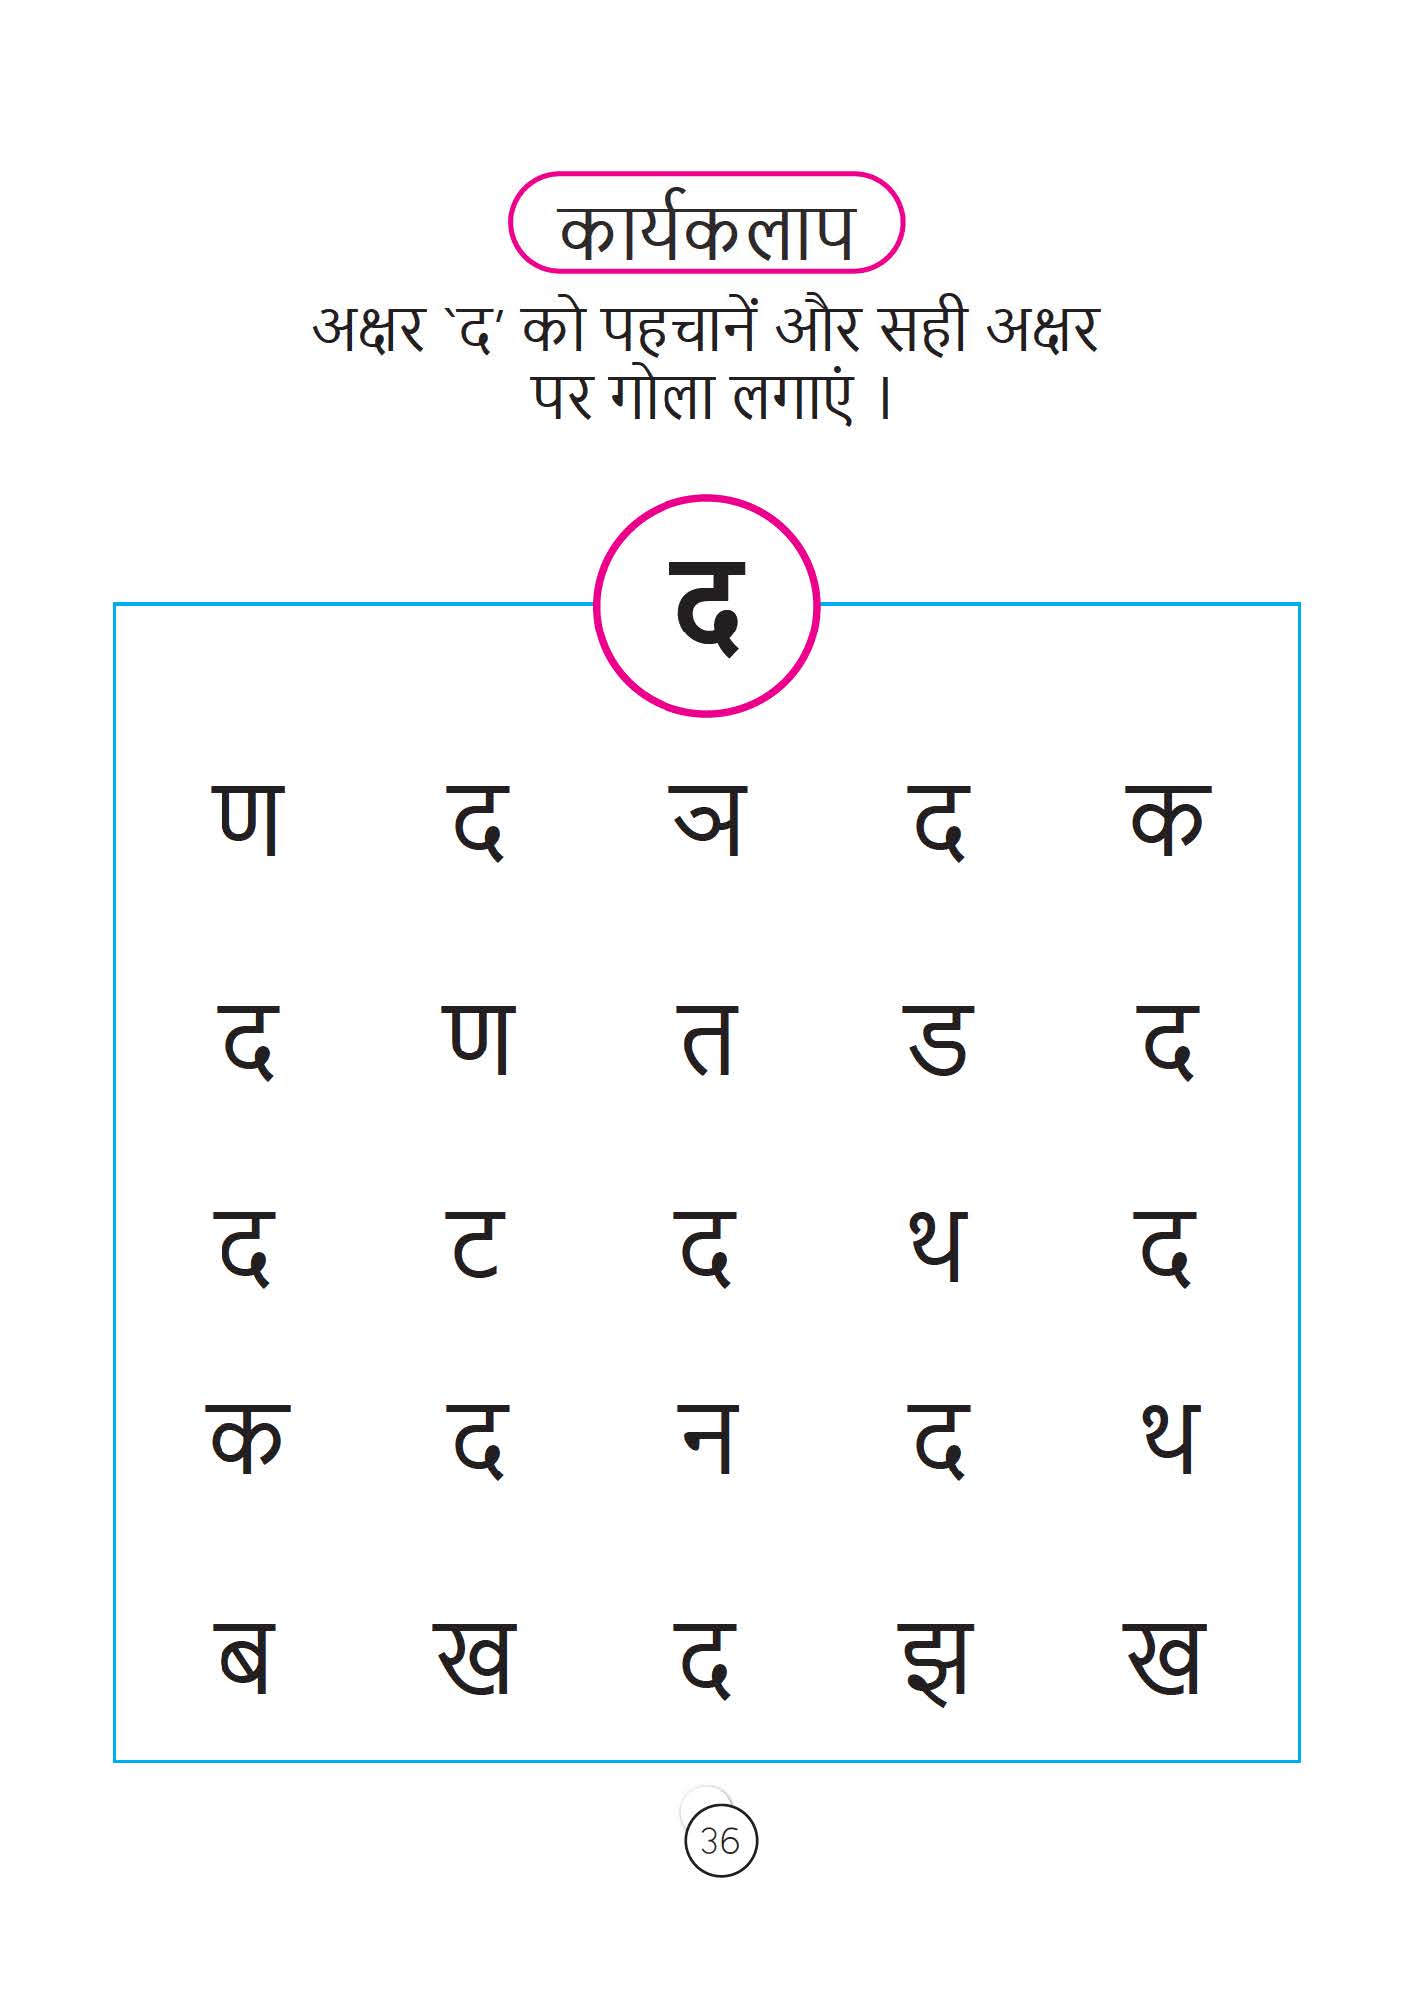 कार्यकलाप
अक्षर `द’ को पहचानें और सही अक्षर
पर गोला लगाएं ।
द
ण द ञ द क
द ण त ड द
द ट द थ द
क द न द थ
ब ख द झ ख
36